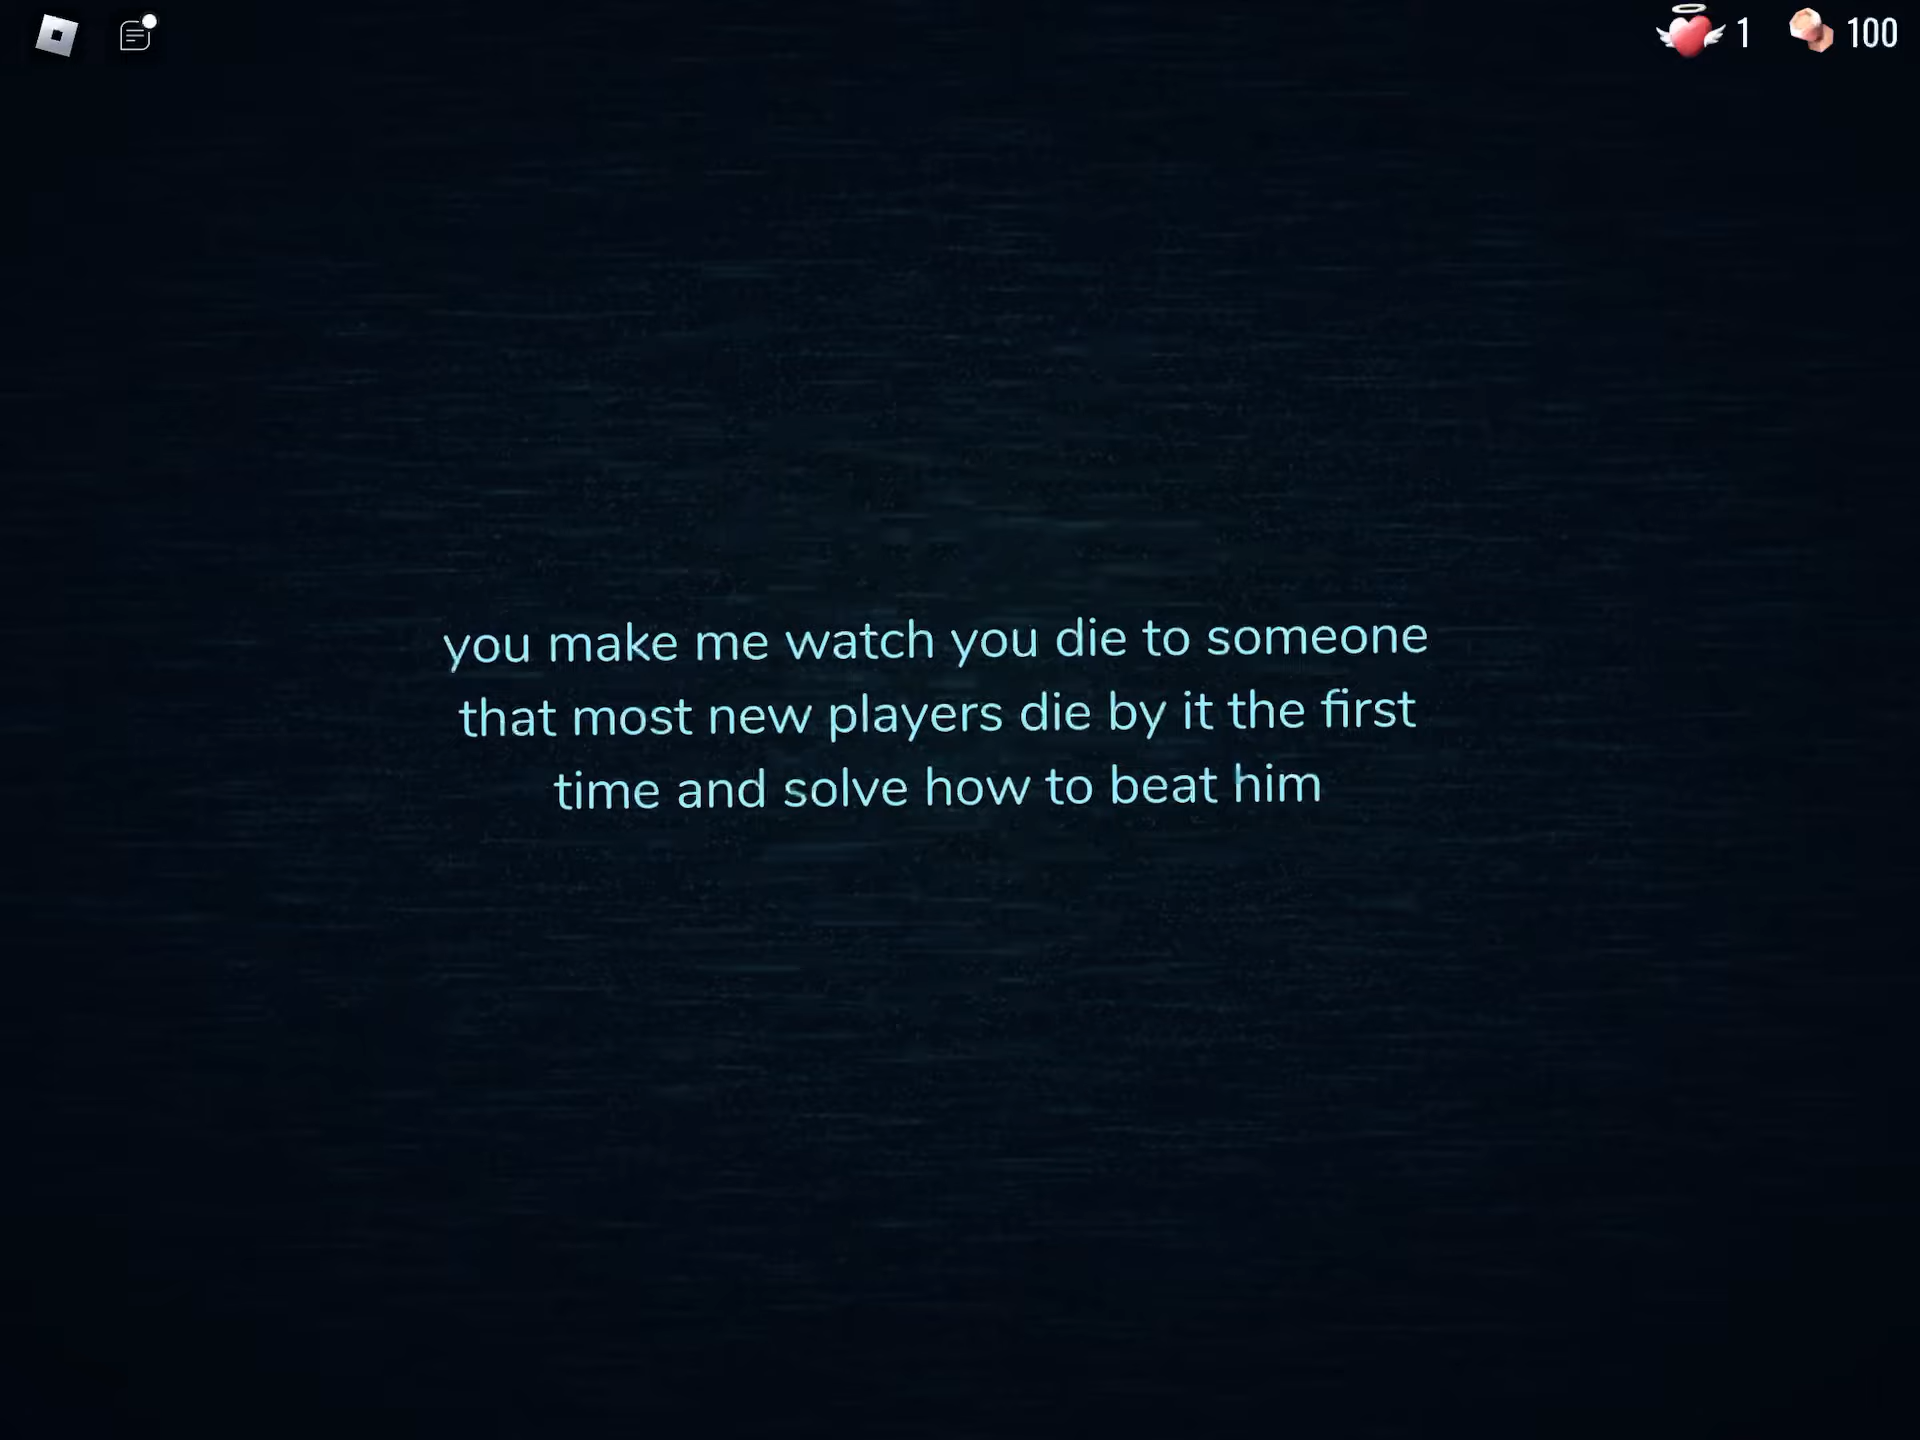 1 100
you make me watch you die to someone
that most new players die by it the first
time and solve how to beat him